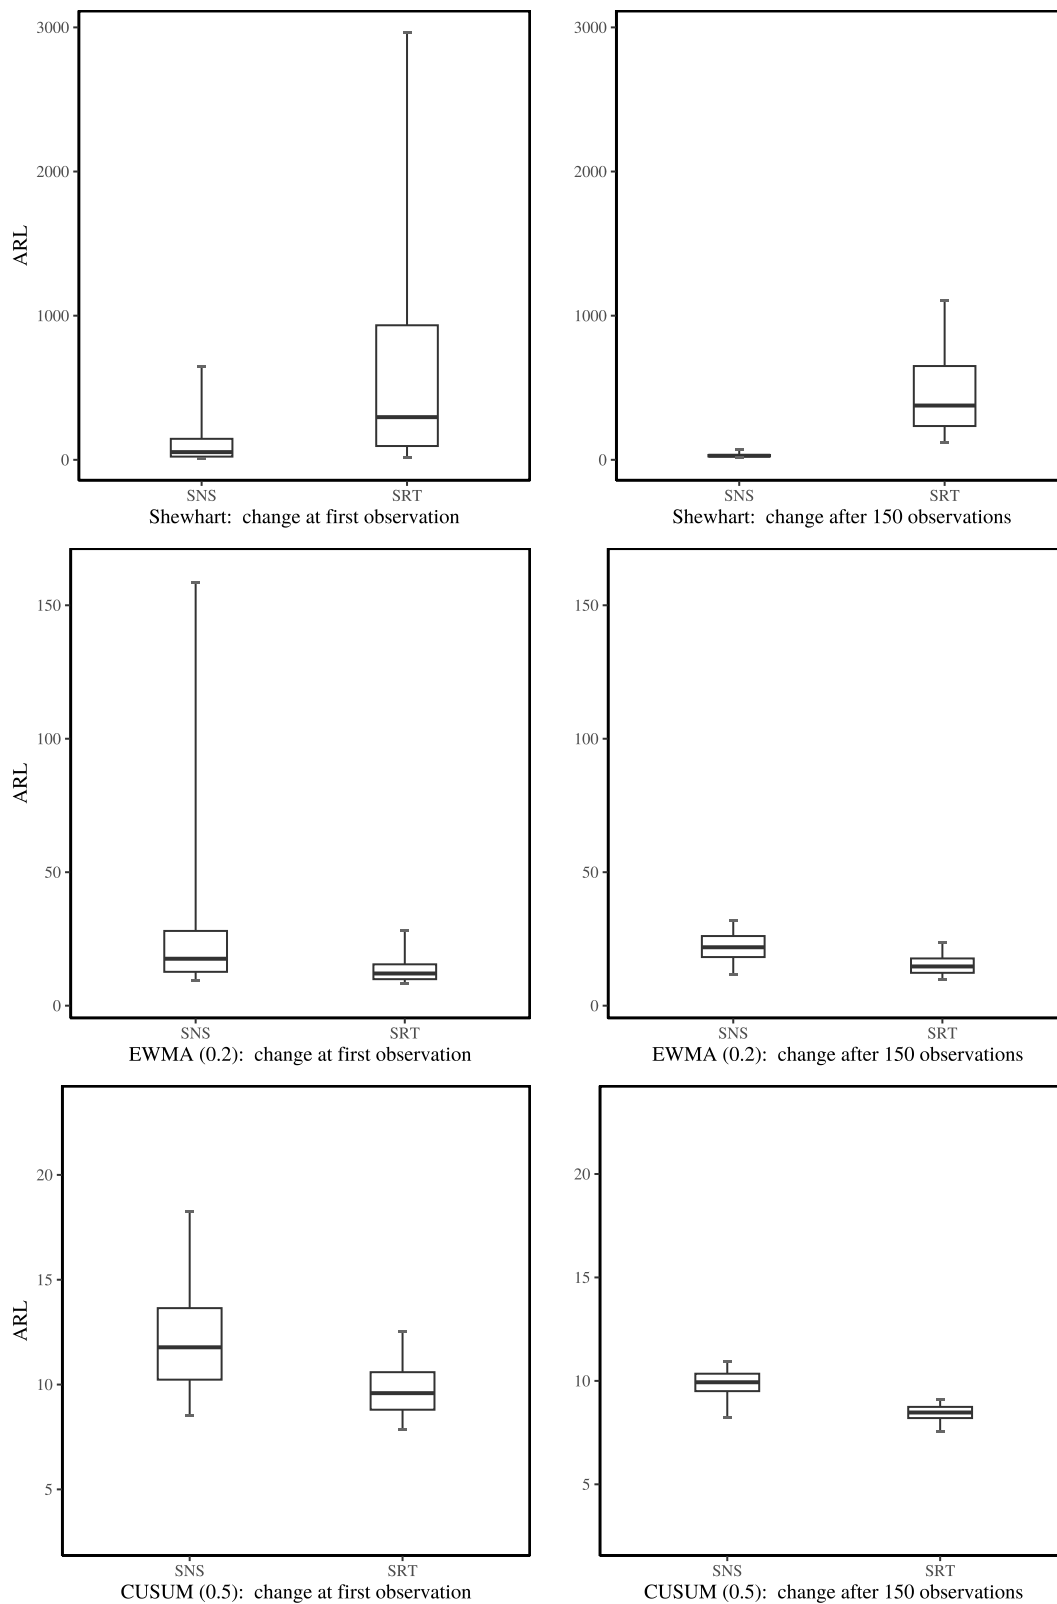 3000
2000
1000
0
ARL
SNS
SRT
Shewhart: change at first observation
3000
2000
1000
0
SNS
SRT
Shewhart: change after 150 observations
150
100
50
0
ARL
SNS
SRT
EWMA (0.2): change at first observation
150
100
50
0
SNS
SRT
EWMA (0.2): change after 150 observations
20
15
10
5
ARL
SNS
SRT
CUSUM (0.5): change at first observation
20
15
10
5
SNS
SRT
CUSUM (0.5): change after 150 observations